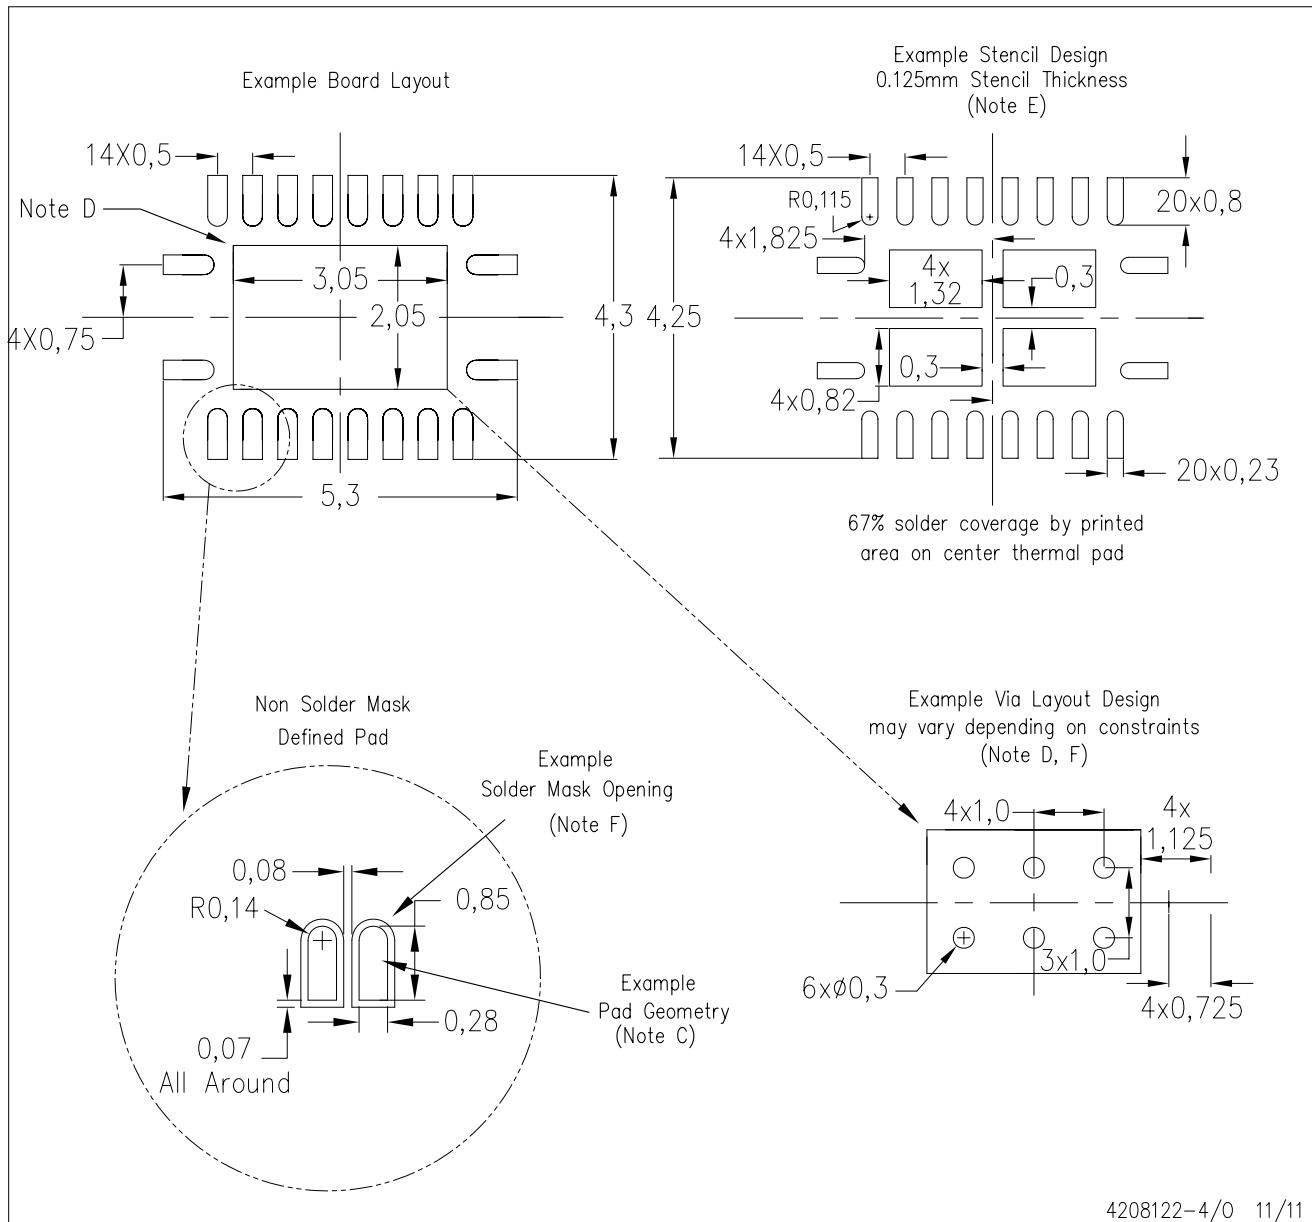 Example Board Layout
14X0,5
Note D
3,05
2,05
4X0,75
4,3
5,3
Example Stencil Design
0.125mm Stencil Thickness
(Note E)
14X0,5
R0,115
20x0,8
4x1,825
4x
1,32
0,3
4,25
0,3
4x0,82
20x0,23
67% solder coverage by printed
area on center thermal pad
Non Solder Mask
Defined Pad
Example
Solder Mask Opening
(Note F)
0,08
R0,14
0,85
Example
Pad Geometry
(Note C)
0,28
0,07
All Around
Example Via Layout Design
may vary depending on constraints
(Note D, F)
4x1,0
4x
1,125
3x1,0
6xø0,3
4x0,725
4208122-4/O 11/11